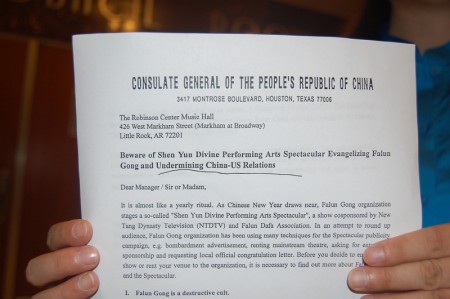 CONSULATE GENERAL OF THE PEOPLE'S REPUBLIC OF CHINA
3417 MONTROSE BOULEVARD, HOUSTON, TEXAS 77006
The Robinson Center Music Hall
426 West Markham Street (Markham at Broadway)
Little Rock, AR 72201
Beware of Shen Yun Divine Performing Arts Spectacular Evangelizing Falun
Gong and Undermining China-US Relations
Dear Manager / Sir or Madam,
It is almost like a yearly ritual. As Chinese New Year draws near, Falun Gong organization
stages a so-called "Shen Yun Divine Performing Arts Spectacular", a show cosponsored by New
Tang Dynasty Television (NTDTV) and Falun Dafa Association. In an attempt to round up
audience, Falun Gong organization has been using many techniques for the Spectacular publicity
campaign, e.g. bombardment advertisement, renting mainstream theatre, asking for
sponsorship and requesting local official congratulation letter. Before you decide to
show or rent your venue to the organization, it is necessary to find out more about
and the Spectacular.
1. Falun Gong is a destructive cult.